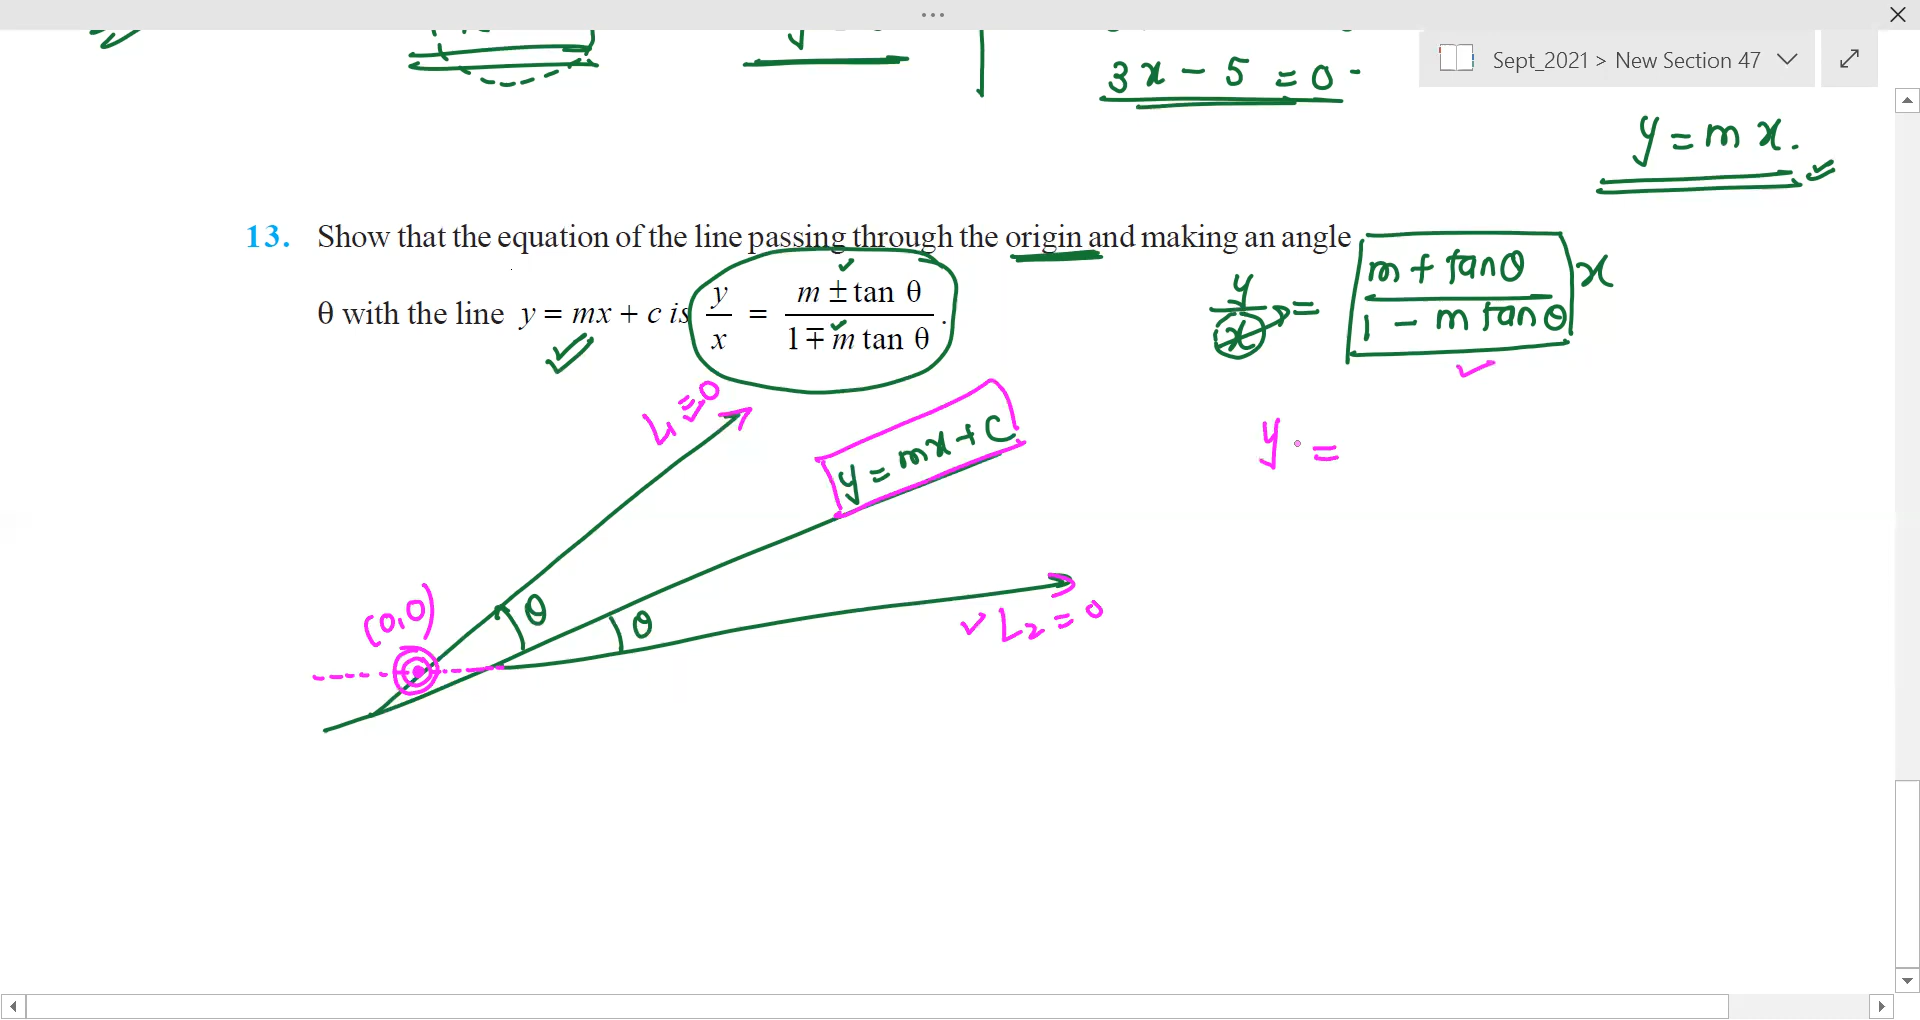 3x - 5 = 0
Sept_2021 > New Section 47
y = m x.
13. Show that the equation of the line passing through the origin and making an angle
θ with the line y = mx + c is y/x = (m ± tan θ)/(1 ∓ m tan θ).
y/x = (m + tanθ)/(1 - m tanθ) x
L1 = 0
y = mx + c
y =
(0,0)
θ
θ
L2 = 0